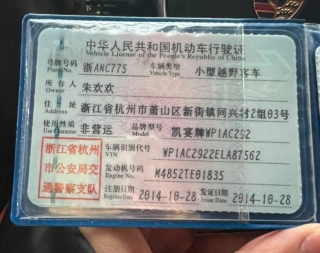 中华人民共和国机动车行驶证
Vehicle License of the People's Republic of China
号牌号码 浙ANC775 车辆类型 小型越野客车
Plate No. Vehicle Type
所有人 朱欢欢
Owner
住址 浙江省杭州市萧山区新街镇同兴村2组03号
Address
使用性质 非营运 品牌型号 凯宴牌WP1AC292
Use Character Model
浙江省杭州
市公安局交
通警察支队
车辆识别代号 WP1AC2922ELA87562
VIN
发动机号码 M4852TE01835
Engine No.
注册日期 2014-10-28 发证日期 2014-10-28
Register Date Issue Date